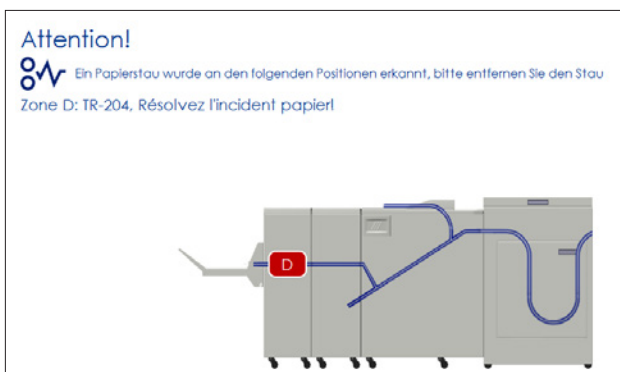 Attention!
Ein Papierstau wurde an den folgenden Positionen erkannt, bitte entfernen Sie den Stau
Zone D: TR-204, Résolvez l'incident papier!
D